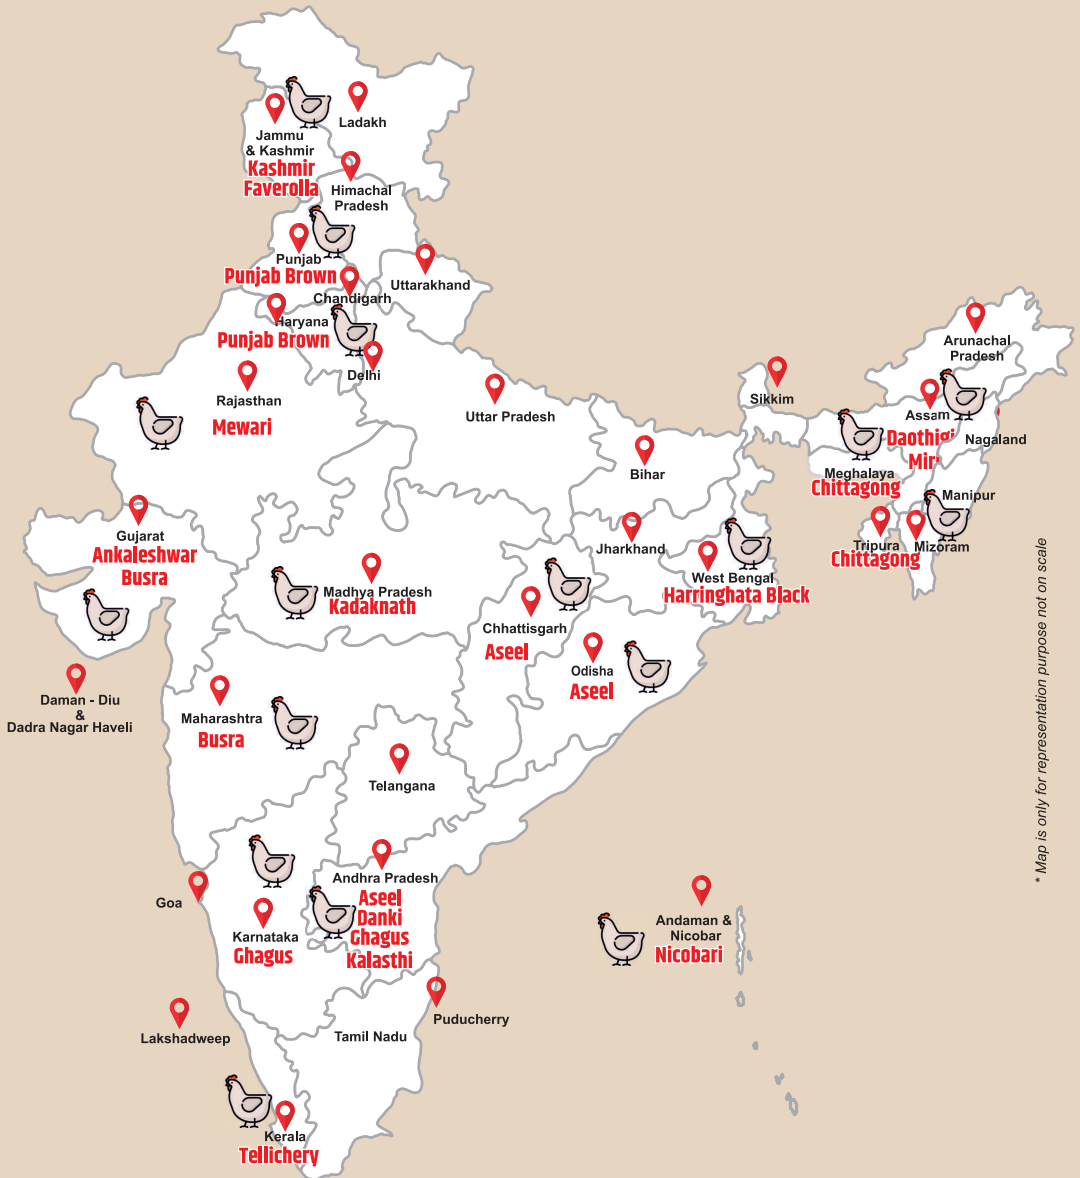 Ladakh
Jammu
& Kashmir
Kashmir
Faverolla
Himachal
Pradesh
Punjab
Punjab Brown
Uttarakhand
Chandigarh
Haryana
Punjab Brown
Delhi
Rajasthan
Mewari
Uttar Pradesh
Bihar
Sikkim
Arunachal
Pradesh
Assam
Daothigi
Miri
Nagaland
Meghalaya
Chittagong
Manipur
Tripura
Chittagong
Mizoram
Gujarat
Ankaleshwar
Busra
Jharkhand
West Bengal
Harringhata Black
Madhya Pradesh
Kadaknath
Chhattisgarh
Aseel
Odisha
Aseel
Daman - Diu
&
Dadra Nagar Haveli
Maharashtra
Busra
Telangana
Andhra Pradesh
Aseel
Danki
Ghagus
Kalasthi
Goa
Karnataka
Ghagus
Andaman &
Nicobar
Nicobari
Puducherry
Lakshadweep
Tamil Nadu
Kerala
Tellichery
* Map is only for representation purpose not on scale